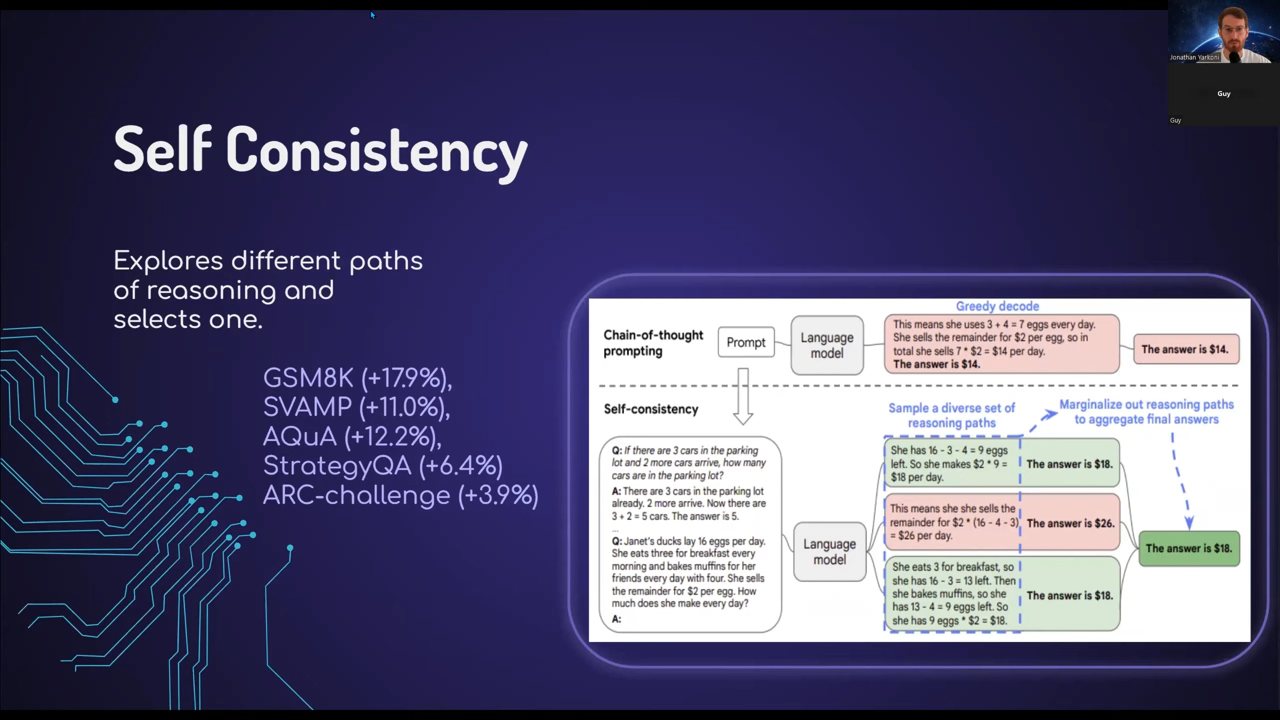 Jonathan Yarkoni
Guy
Guy
Self Consistency
Explores different paths
of reasoning and
selects one.
GSM8K (+17.9%),
SVAMP (+11.0%),
AQuA (+12.2%),
StrategyQA (+6.4%)
ARC-challenge (+3.9%)
Greedy decode
Chain-of-thought
prompting
Prompt
Language
model
This means she uses 3 + 4 = 7 eggs every day.
She sells the remainder for $2 per egg, so in
total she sells 7 * $2 = $14 per day.
The answer is $14.
The answer is $14.
Self-consistency
Sample a diverse set of
reasoning paths
Marginalize out reasoning paths
to aggregate final answers
Q: If there are 3 cars in the parking
lot and 2 more cars arrive, how many
cars are in the parking lot?
A: There are 3 cars in the parking lot
already. 2 more arrive. Now there are
3 + 2 = 5 cars. The answer is 5.
...
Q: Janet's ducks lay 16 eggs per day.
She eats three for breakfast every
morning and bakes muffins for her
friends every day with four. She sells
the remainder for $2 per egg. How
much does she make every day?
A:
Language
model
She has 16 - 3 - 4 = 9 eggs
left. So she makes $2 * 9 =
$18 per day.
The answer is $18.
This means she she sells the
remainder for $2 * (16 - 4 - 3)
= $26 per day.
The answer is $26.
She eats 3 for breakfast, so
she has 16 - 3 = 13 left. Then
she bakes muffins, so she
has 13 - 4 = 9 eggs left. So
she has 9 eggs * $2 = $18.
The answer is $18.
The answer is $18.